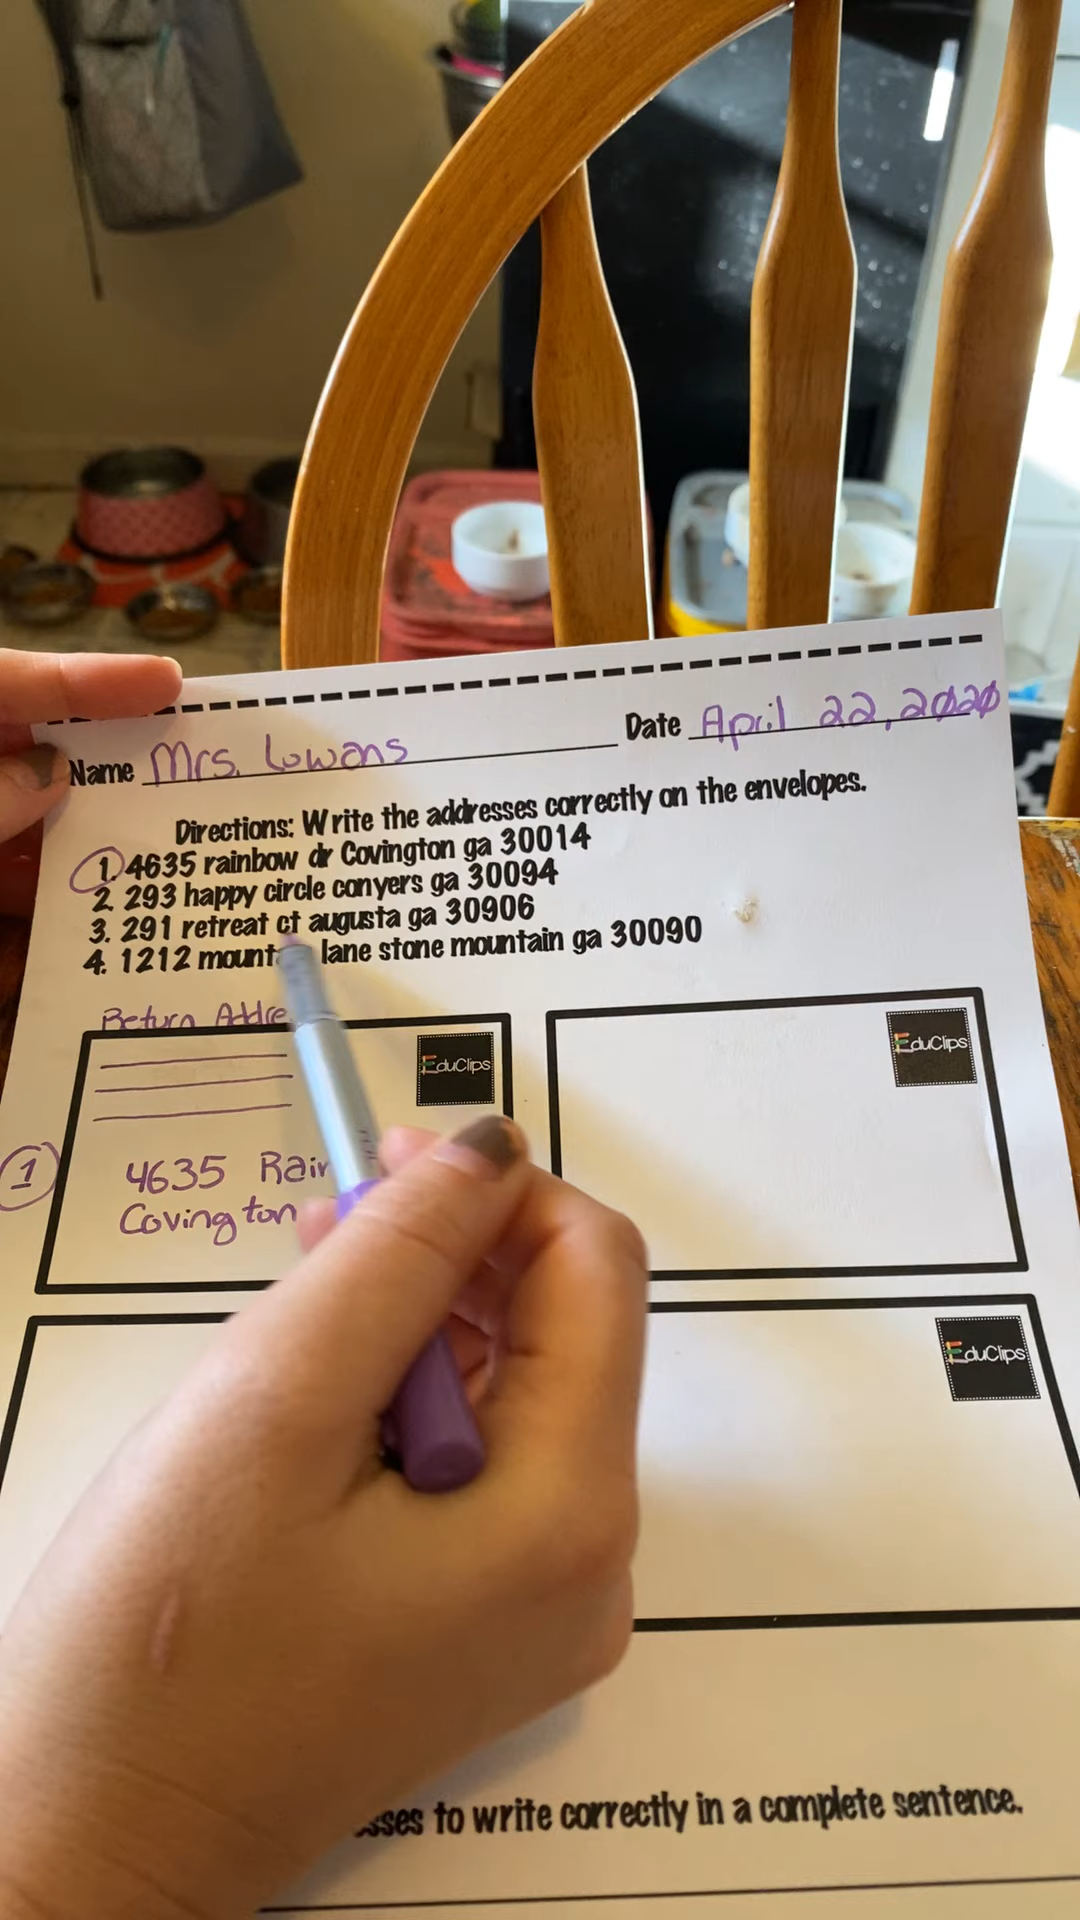 Name Mrs. Lowans Date April 22, 2020
Directions: Write the addresses correctly on the envelopes.
1. 4635 rainbow dr Covington ga 30014
2. 293 happy circle conyers ga 30094
3. 291 retreat ct augusta ga 30906
4. 1212 lane stone mountain ga 30090
Return
EduClips
EduClips
1
4635
Covington
EduClips
to write correctly in a complete sentence.